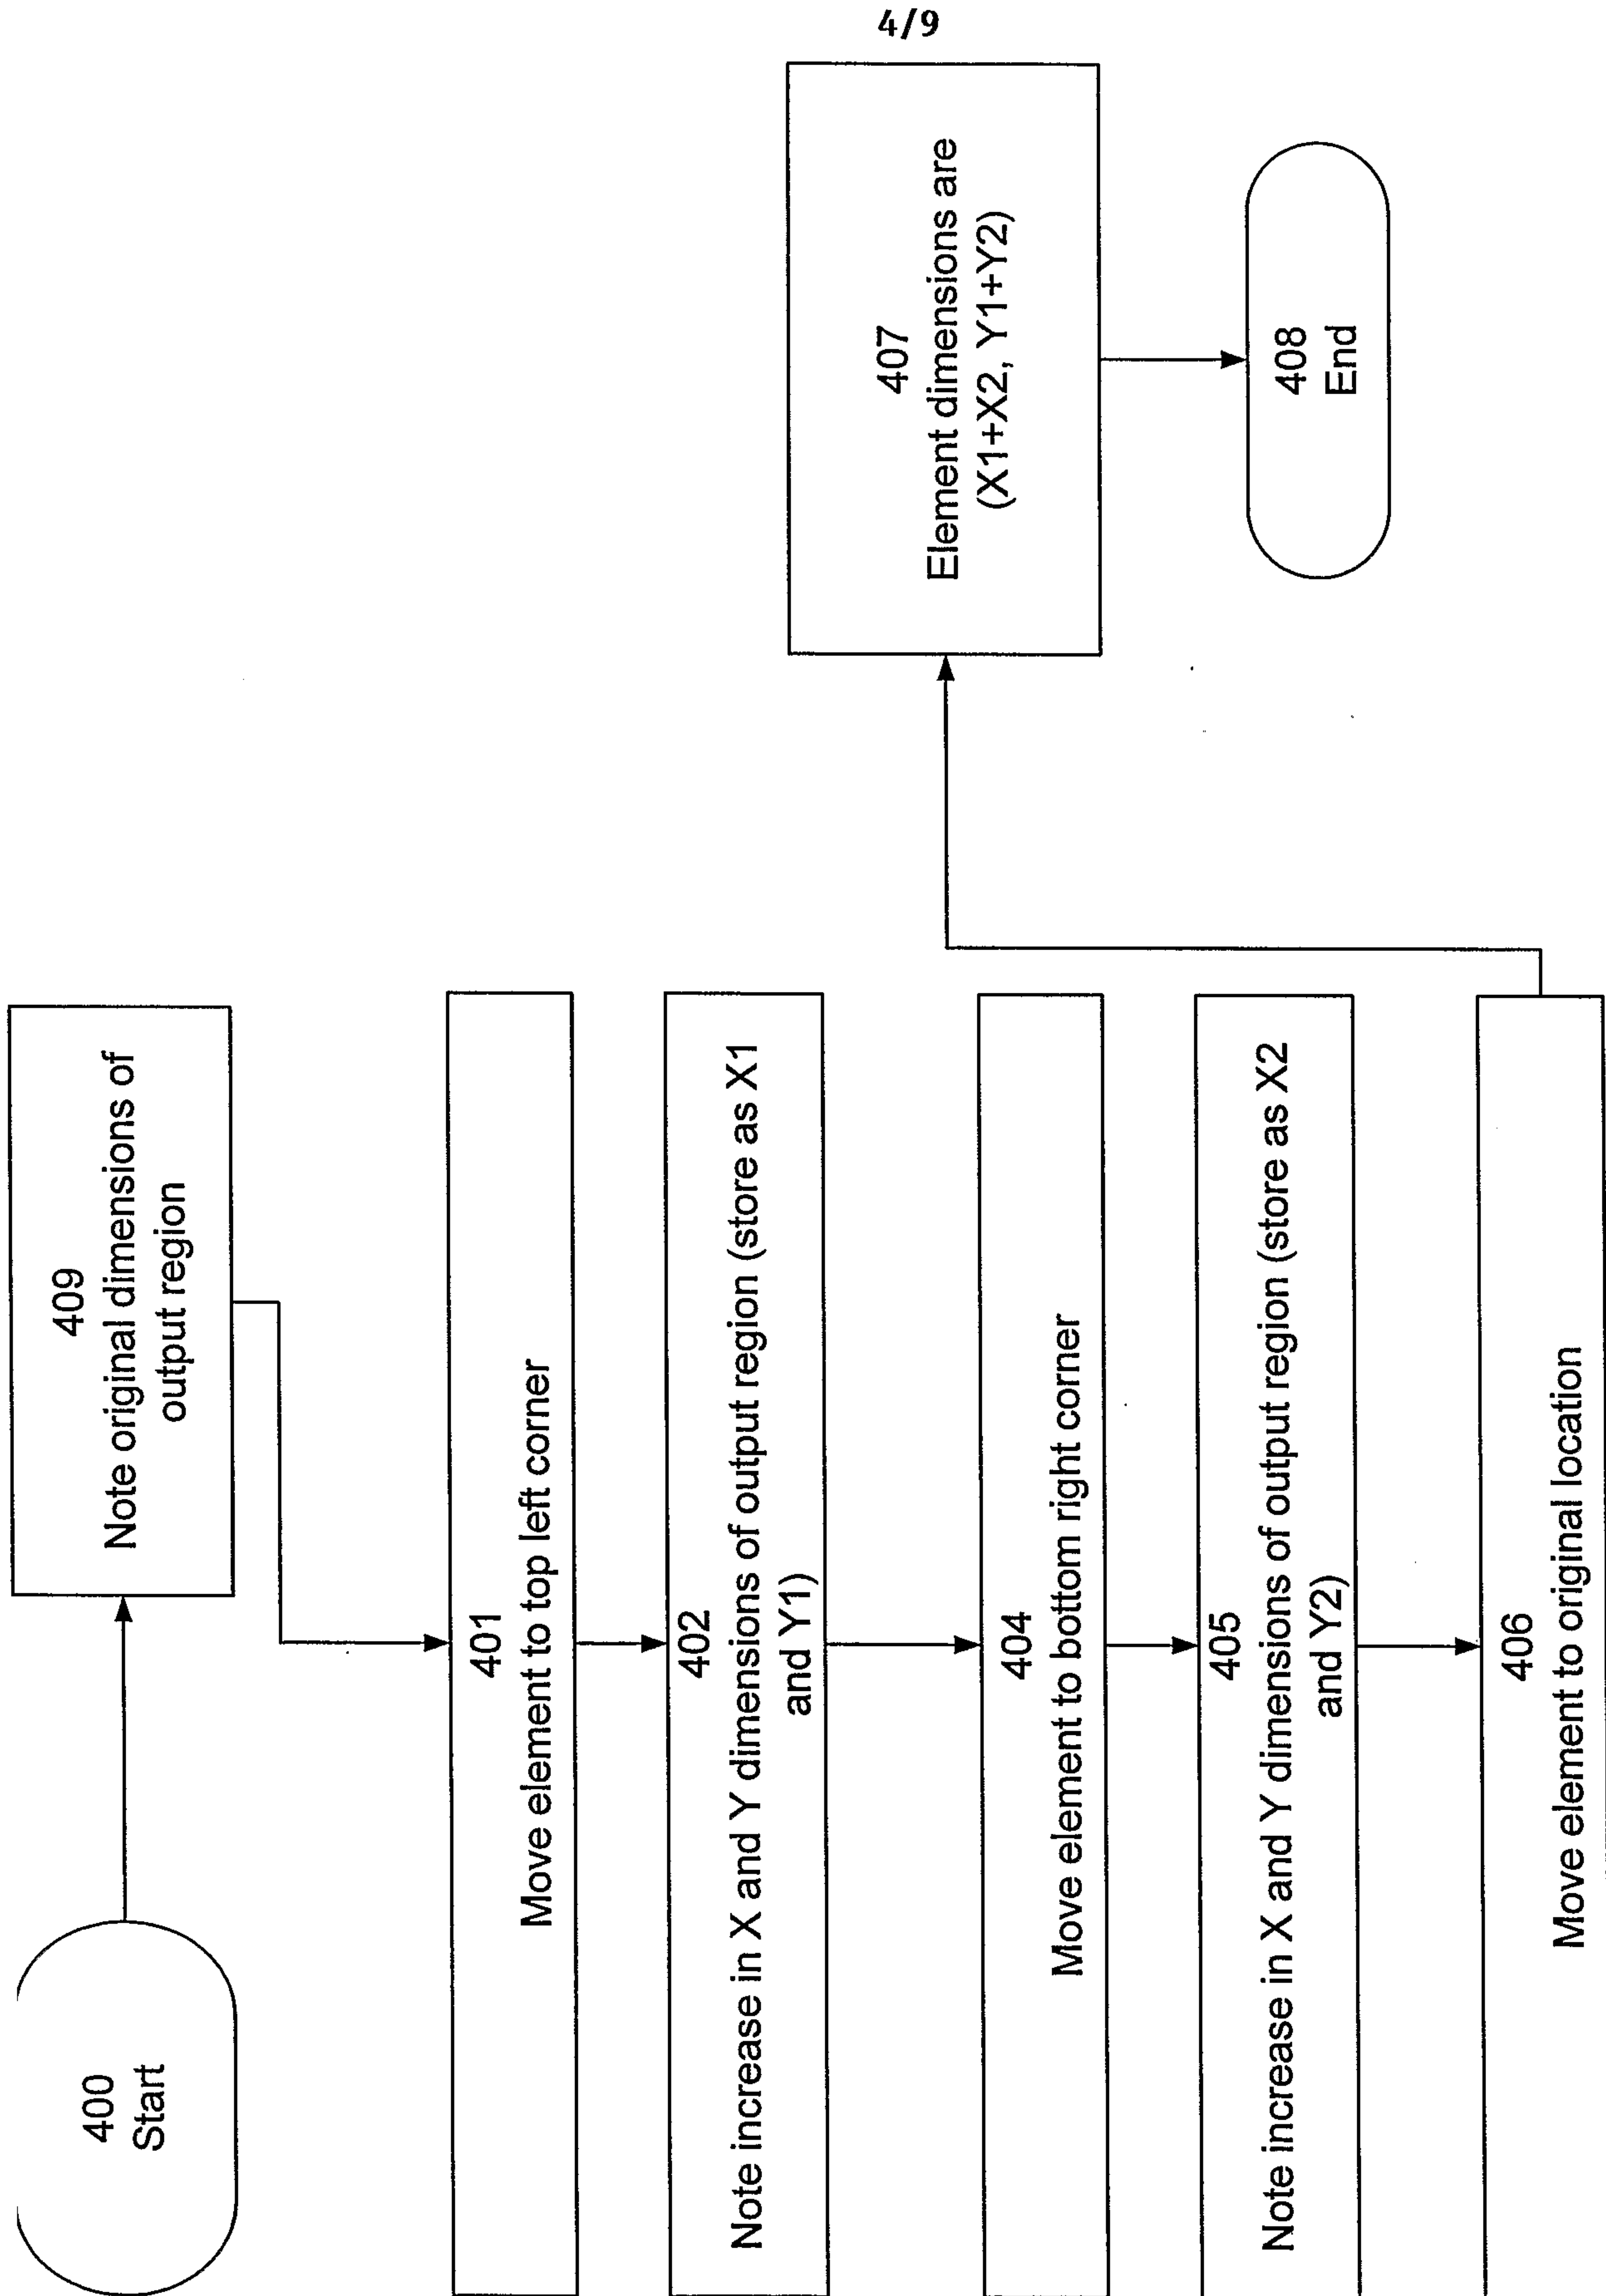 4/9
400
Start
409
Note original dimensions of
output region
401
Move element to top left corner
402
Note increase in X and Y dimensions of output region (store as X1
and Y1)
404
Move element to bottom right corner
405
Note increase in X and Y dimensions of output region (store as X2
and Y2)
406
Move element to original location
407
Element dimensions are
(X1+X2, Y1+Y2)
408
End